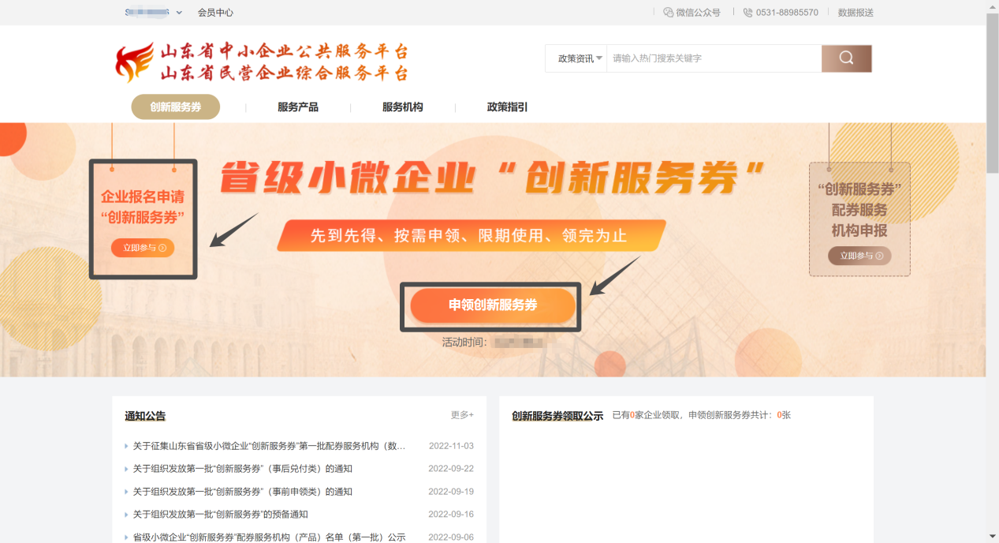 会员中心
微信公众号
0531-88985570
数据报送
山东省中小企业公共服务平台
山东省民营企业综合服务平台
政策资讯
请输入热门搜索关键字
创新服务券
服务产品
服务机构
政策指引
省级小微企业“创新服务券”
先到先得、按需申领、限期使用、领完为止
企业报名申请
“创新服务券”
立即参与
“创新服务券”
配券服务
机构申报
立即参与
申领创新服务券
活动时间：
通知公告
更多+
关于征集山东省省级小微企业“创新服务券”第一批配券服务机构（数... 2022-11-03
关于组织发放第一批“创新服务券”（事后兑付类）的通知 2022-09-22
关于组织发放第一批“创新服务券”（事前申领类）的通知 2022-09-19
关于组织发放第一批“创新服务券”的预备通知 2022-09-16
省级小微企业“创新服务券”配券服务机构（产品）名单（第一批）公示 2022-09-06
创新服务券领取公示
已有0家企业领取，申领创新服务券共计：0张